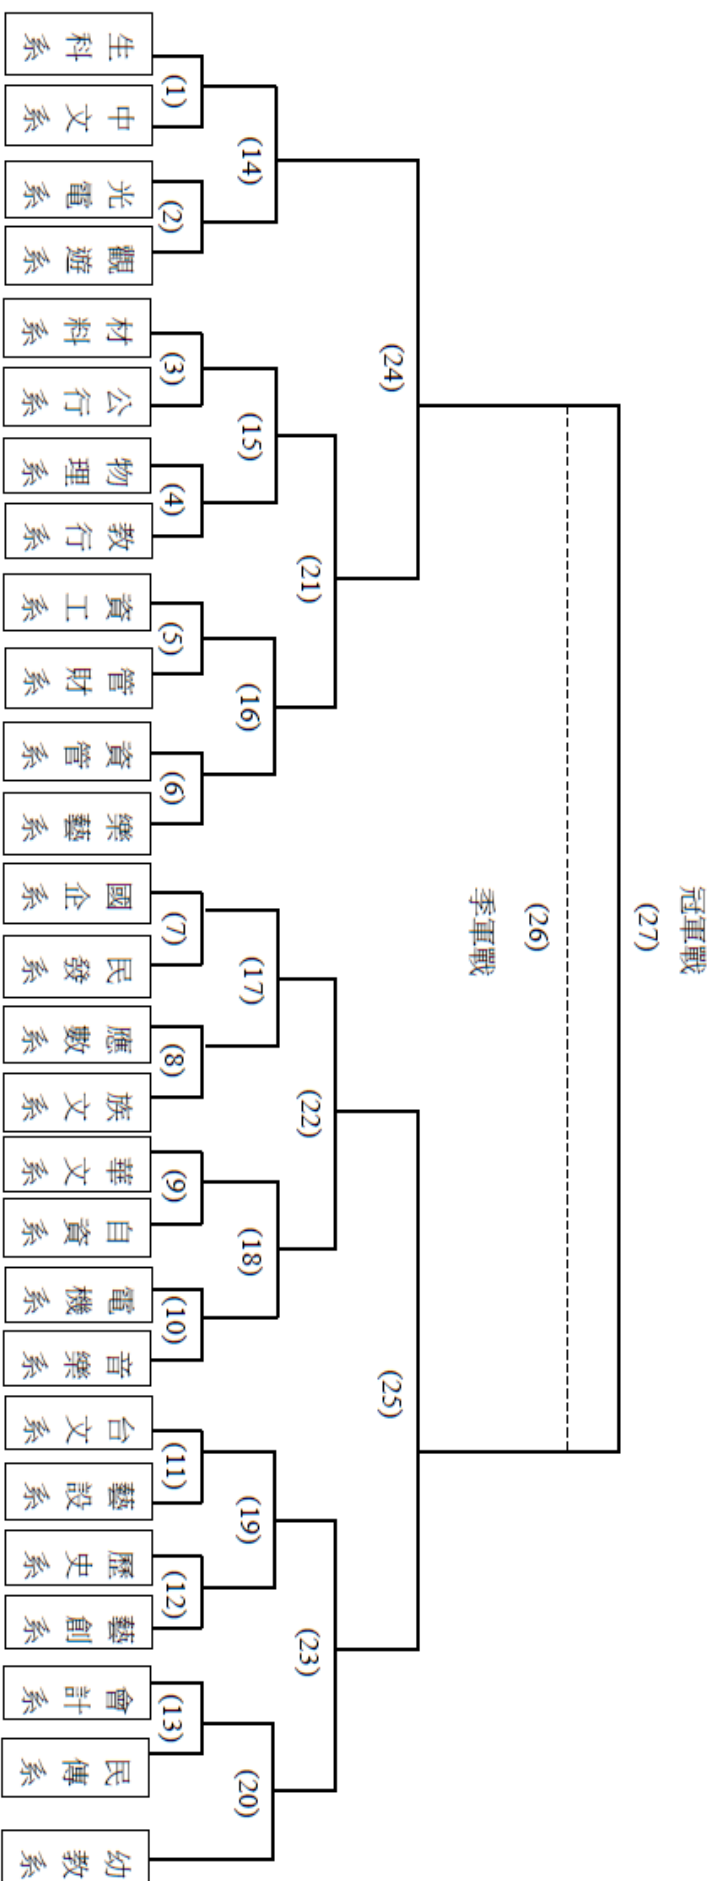 冠軍戰
(27)
(26)
季軍戰
(24)
(25)
(21)
(22)
(23)
(14)
(15)
(16)
(17)
(18)
(19)
(20)
(1)
(2)
(3)
(4)
(5)
(6)
(7)
(8)
(9)
(10)
(11)
(12)
(13)
生科系
中文系
光電系
觀遊系
材料系
公行系
物理系
教行系
資工系
管財系
資管系
樂藝系
國企系
民發系
應數系
族文系
華文系
自資系
電機系
音樂系
台文系
藝設系
歷史系
藝創系
會計系
民傳系
幼教系